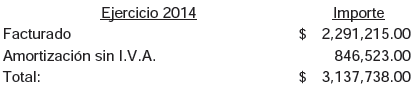 Ejercicio 2014 Importe
Facturado $ 2,291,215.00
Amortización sin I.V.A. 846,523.00
Total: $ 3,137,738.00